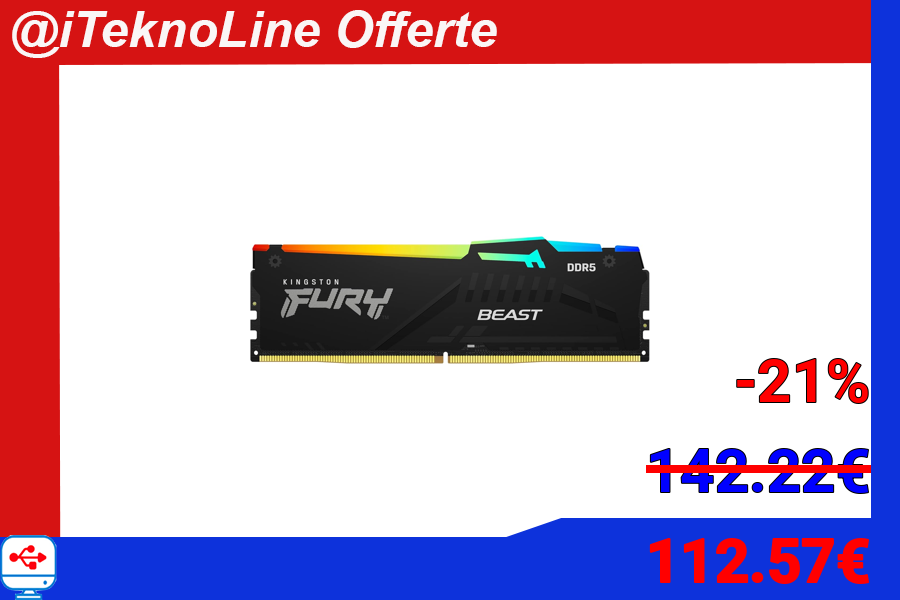 @iTeknoLine Offerte
KINGSTON
FURY
BEAST
DDR5
-21%
142.22€
112.57€